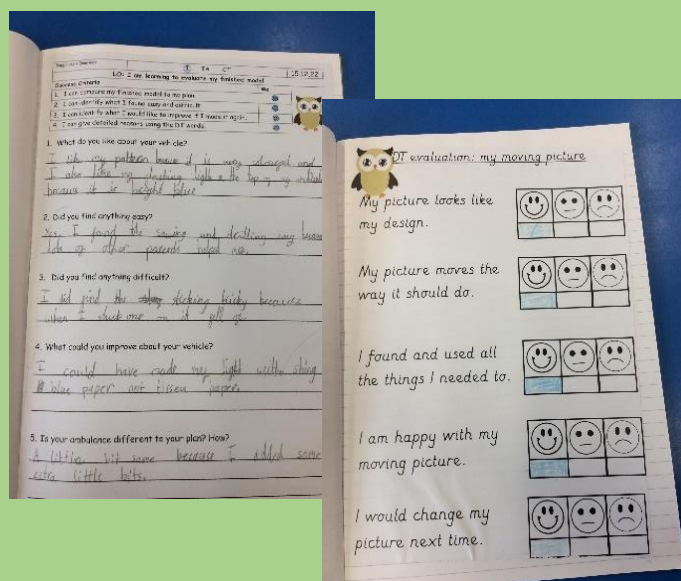 15.12.22
LO: I am learning to evaluate my finished model
Success Criteria
1. I can compare my finished model to my plan.
2. I can identify what I found easy and difficult
3. I can identify what I would like to improve if I made it again.
4. I can give detailed reasons using the DT words.
1. What do you like about your vehicle?
I like my pattern it is very and
I also like my flashing light on the top of my
because it is bright blue
2. Did you find anything easy?
Yes, I found the sawing and drilling easy
lots of other parents helped me.
3. Did you find anything difficult?
I did find the sticking tricky because
when I stuck one on it fell of.
4. What could you improve about your vehicle?
I could have made my light with shiny
blue paper not paper.
5. Is your ambulance different to your plan? How?
A little bit because I added some
extra little bits.
DT evaluation: my moving picture
My picture looks like
my design.
My picture moves the
way it should do.
I found and used all
the things I needed to.
I am happy with my
moving picture.
I would change my
picture next time.